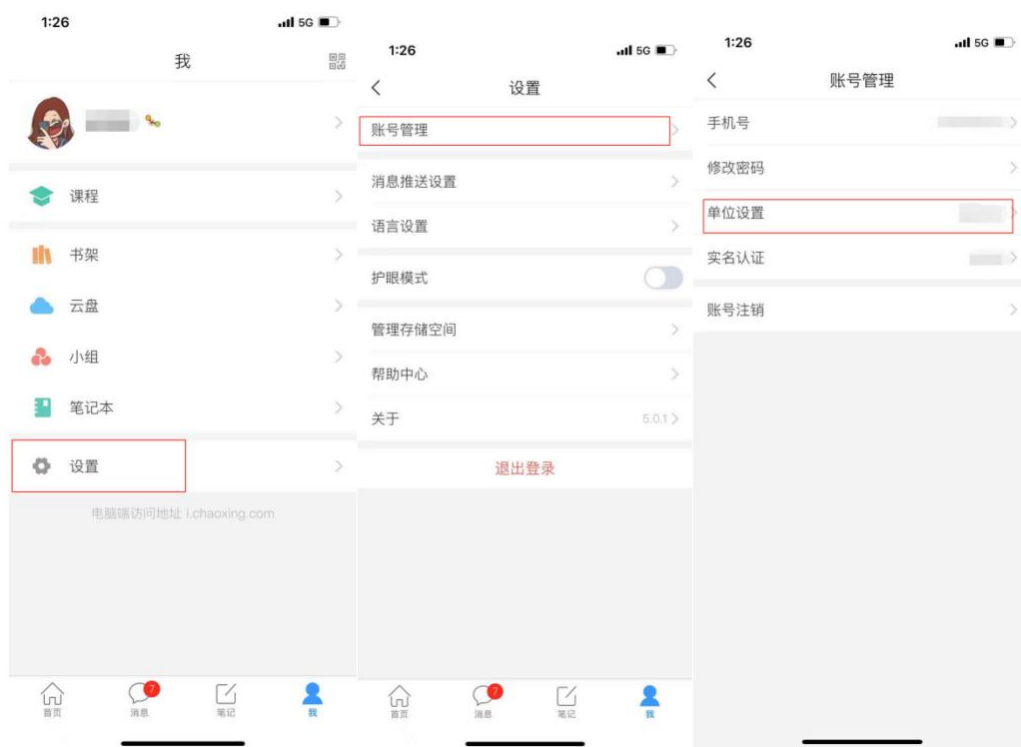 1:26
5G
我
课程
书架
云盘
小组
笔记本
设置
电脑端访问地址 i.chaoxing.com
首页
7
消息
笔记
我
1:26
5G
设置
账号管理
消息推送设置
语言设置
护眼模式
管理存储空间
帮助中心
关于 5.0.1
退出登录
首页
7
消息
笔记
我
1:26
5G
账号管理
手机号
修改密码
单位设置
实名认证
账号注销